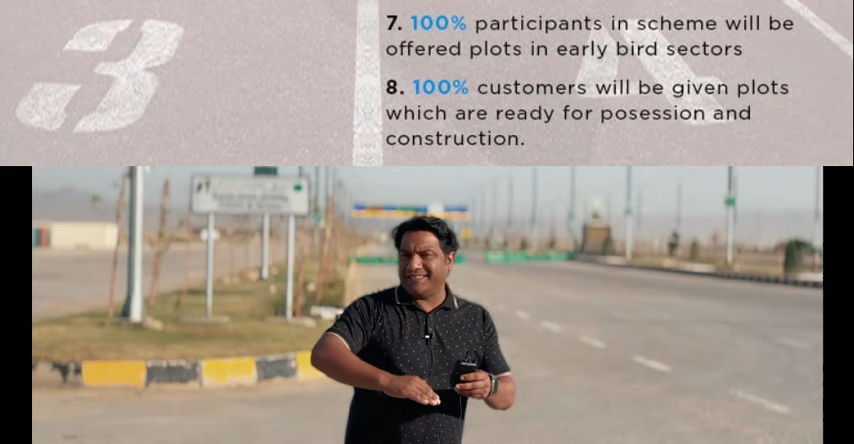 3
7. 100% participants in scheme will be
offered plots in early bird sectors
8. 100% customers will be given plots
which are ready for posession and
construction.